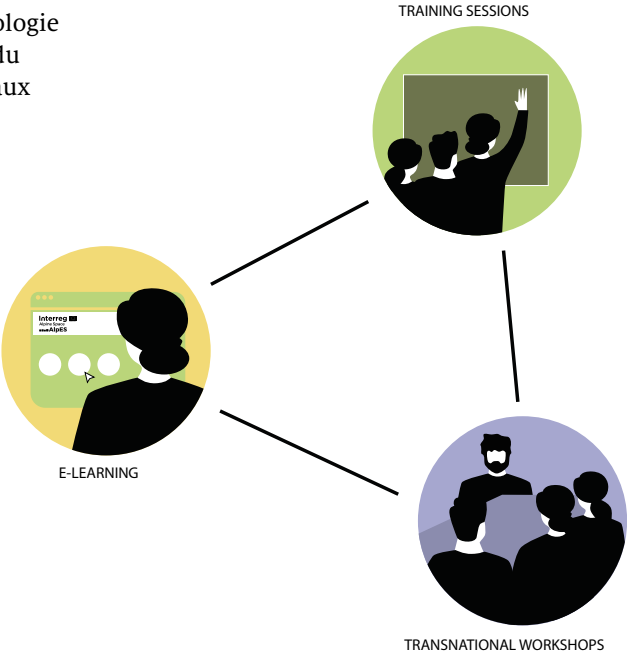 ologie
du
aux
TRAINING SESSIONS
Interreg
Alpine Space
AlpES
E-LEARNING
TRANSNATIONAL WORKSHOPS